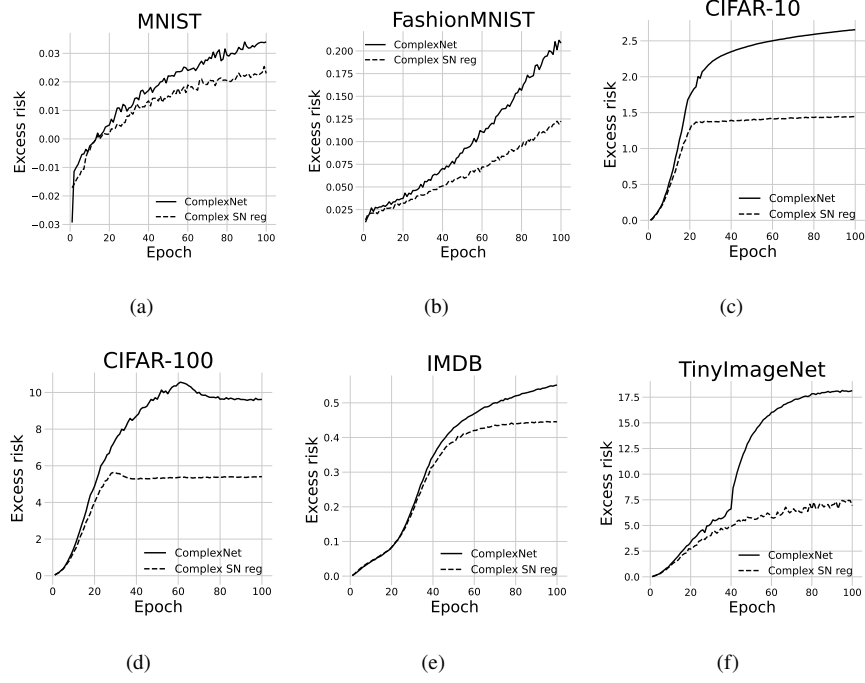 MNIST
Excess risk
0.03
0.02
0.01
0.00
−0.01
−0.02
−0.03
0 20 40 60 80 100
Epoch
ComplexNet
Complex SN reg
(a)
FashionMNIST
Excess risk
0.200
0.175
0.150
0.125
0.100
0.075
0.050
0.025
0 20 40 60 80 100
Epoch
ComplexNet
Complex SN reg
(b)
CIFAR-10
Excess risk
2.5
2.0
1.5
1.0
0.5
0.0
0 20 40 60 80 100
Epoch
ComplexNet
Complex SN reg
(c)
CIFAR-100
Excess risk
10
8
6
4
2
0
0 20 40 60 80 100
Epoch
ComplexNet
Complex SN reg
(d)
IMDB
Excess risk
0.5
0.4
0.3
0.2
0.1
0.0
0 20 40 60 80 100
Epoch
ComplexNet
Complex SN reg
(e)
TinyImageNet
Excess risk
17.5
15.0
12.5
10.0
7.5
5.0
2.5
0.0
0 20 40 60 80 100
Epoch
ComplexNet
Complex SN reg
(f)